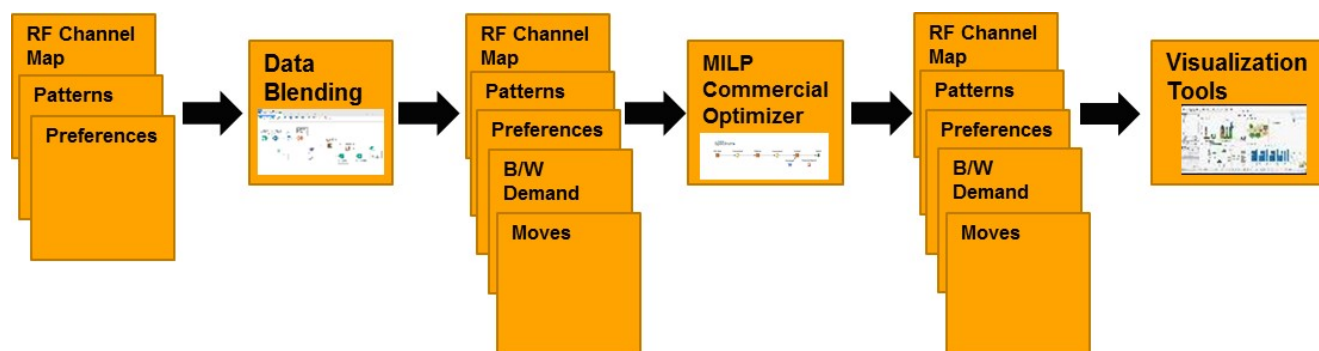 RF Channel
Map
Patterns
Preferences
Data
Blending
RF Channel
Map
Patterns
Preferences
B/W
Demand
Moves
MILP
Commercial
Optimizer
RF Channel
Map
Patterns
Preferences
B/W
Demand
Moves
Visualization
Tools